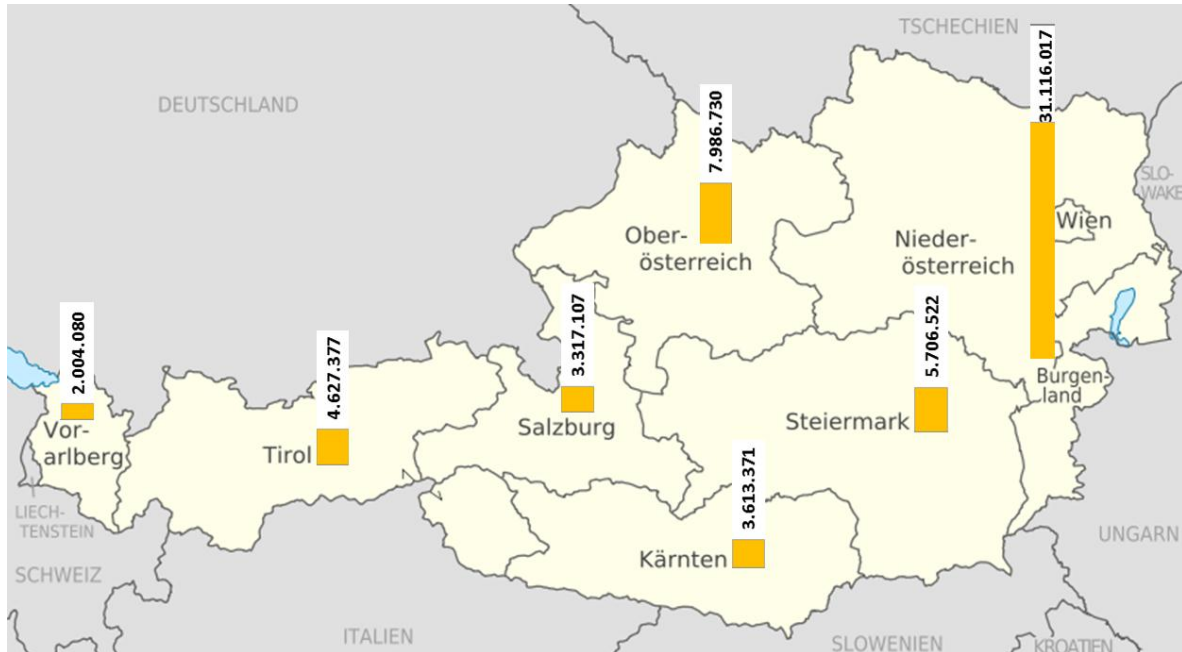 TSCHECHIEN
31.116.017
DEUTSCHLAND
7.986.730
SLO-
WAKE
Wien
Ober-
österreich
Nieder-
österreich
2.004.080
4.627.377
3.317.107
5.706.522
Burgen-
land
Vor-
arlberg
Tirol
Salzburg
Steiermark
3.613.371
Kärnten
LIECH-
TENSTEIN
UNGARN
SCHWEIZ
ITALIEN
SLOWENIEN
KROATIEN